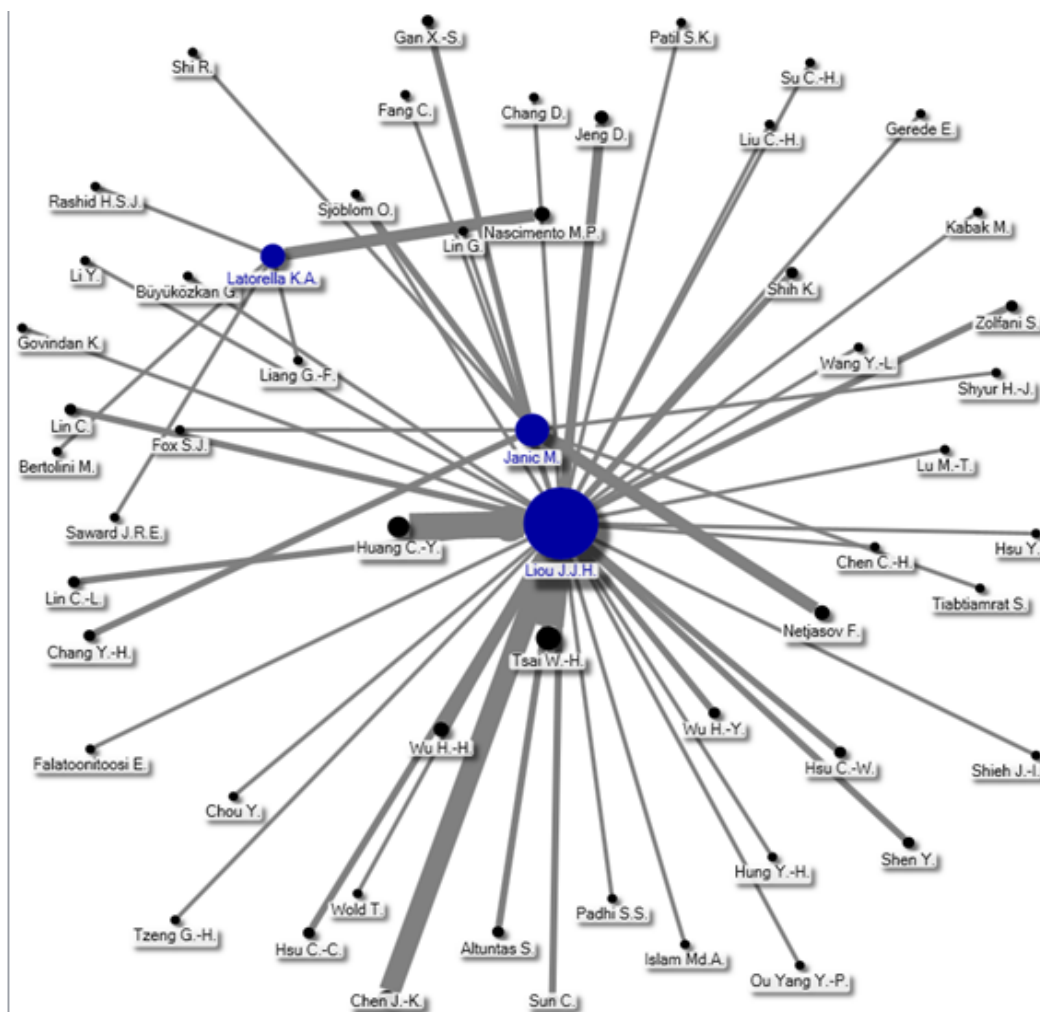 Gan X.-S.
Patil S.K.
Shi R.
Su C.-H.
Fang C.
Chang D.
Jeng D.
Liu C.-H.
Gerede E.
Rashid H.S.J.
Sjöblom O.
Lin G.
Nascimento M.P.
Kabak M.
Li Y.
Latorella K.A.
Büyüközkan G.
Shih K.
Zolfani S.
Govindan K.
Liang G.-F.
Wang Y.-L.
Shyur H.-J.
Lin C.
Fox S.J.
Janic M.
Bertolini M.
Lu M.-T.
Saward J.R.E.
Huang C.-Y.
Liou J.J.H.
Chen C.-H.
Hsu Y.
Lin C.-L.
Tiabtiamrat S.
Chang Y.-H.
Netjasov F.
Tsai W.-H.
Wu H.-H.
Wu H.-Y.
Falatoonitoosi E.
Hsu C.-W.
Shieh J.-I.
Chou Y.
Shen Y.
Hung Y.-H.
Wold T.
Padhi S.S.
Tzeng G.-H.
Hsu C.-C.
Altuntas S.
Islam Md.A.
Ou Yang Y.-P.
Chen J.-K.
Sun C.